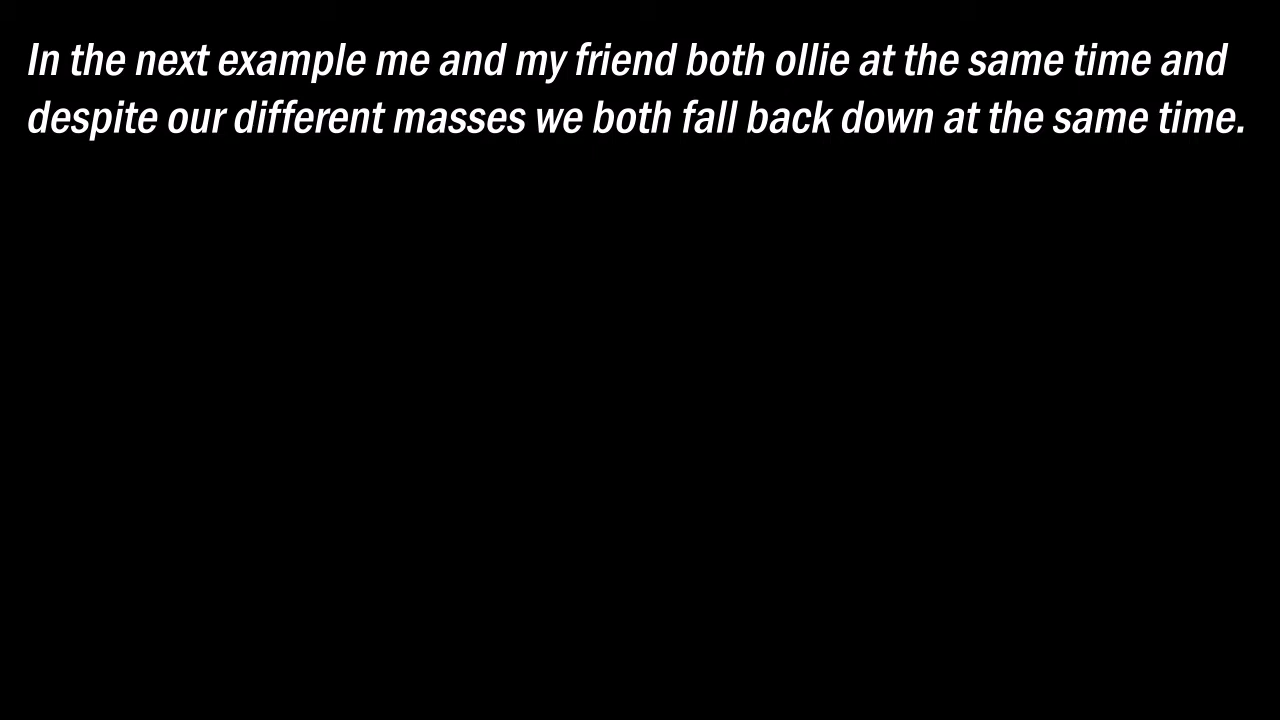 In the next example me and my friend both ollie at the same time and
despite our different masses we both fall back down at the same time.